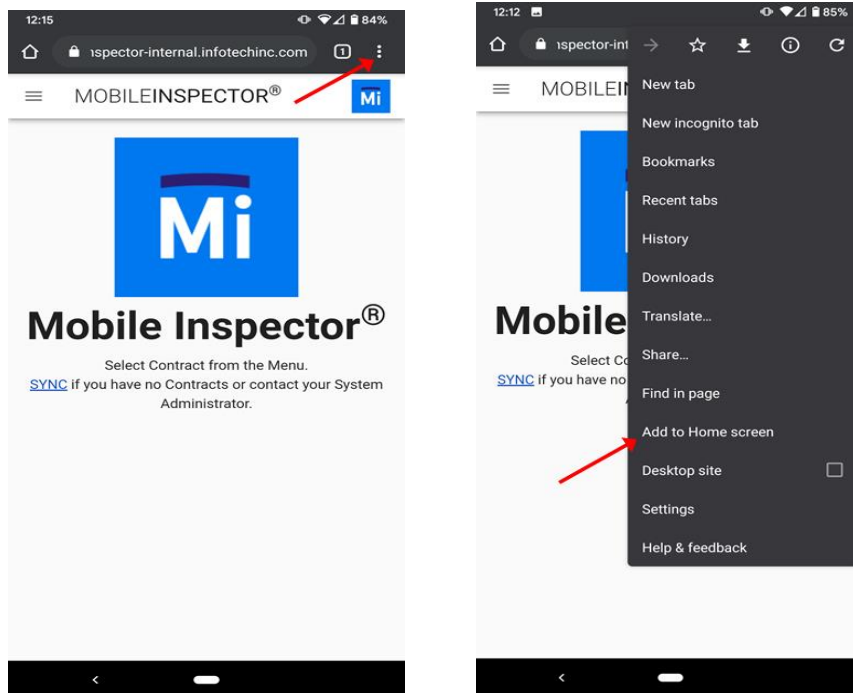 12:15 84%
ıspector-internal.infotechinc.com 1
MOBILEINSPECTOR® Mi
Mi
Mobile Inspector®
Select Contract from the Menu.
SYNC if you have no Contracts or contact your System
Administrator.
12:12 85%
ıspector-int
MOBILEI
New tab
New incognito tab
Bookmarks
Recent tabs
History
Downloads
Translate...
Share...
Find in page
Add to Home screen
Desktop site
Settings
Help & feedback
Mobile
Select Co
SYNC if you have no